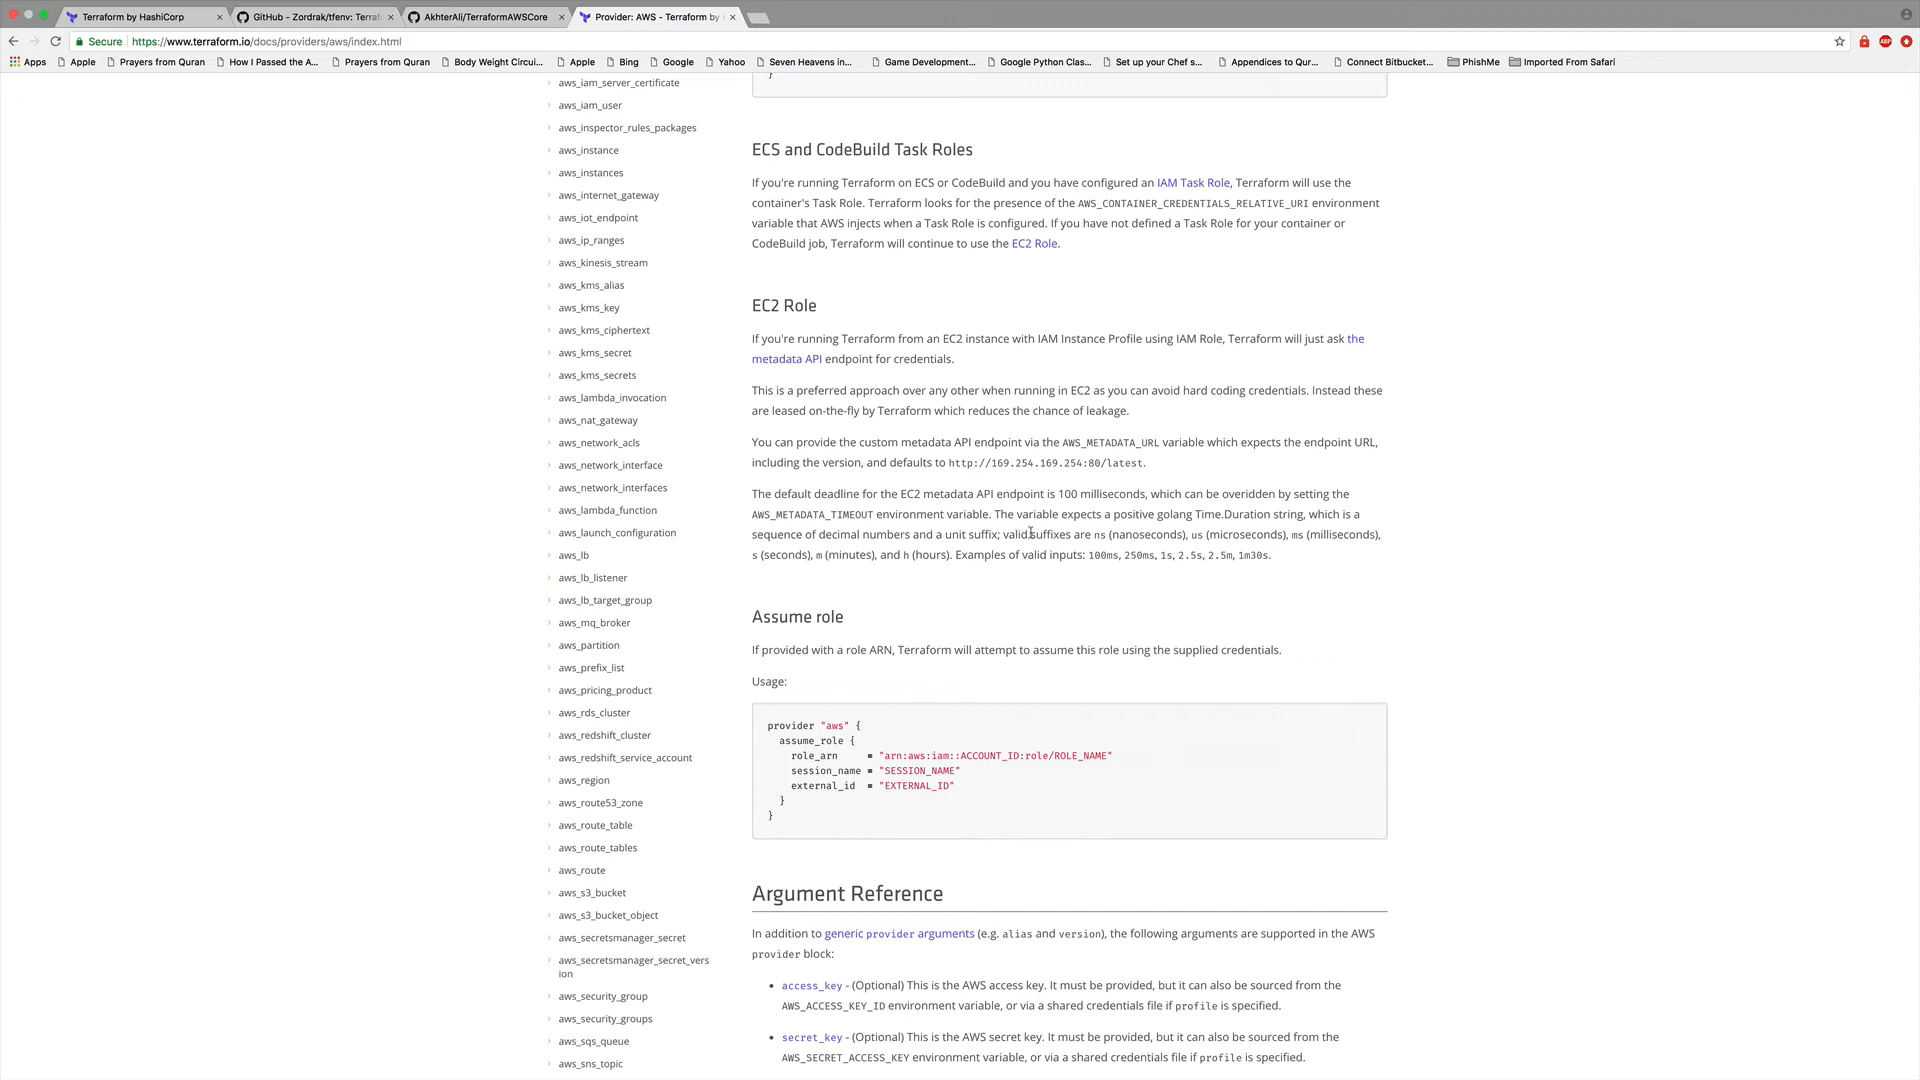 Terraform by HashiCorp
GitHub - Zordrak/tfenv: Terraf
AkhterAli/TerraformAWSCore
Provider: AWS - Terraform by
Secure https://www.terraform.io/docs/providers/aws/index.html
Apps Apple Prayers from Quran How I Passed the A... Prayers from Quran Body Weight Circui... Apple Bing Google Yahoo Seven Heavens in... Game Development... Google Python Clas... Set up your Chef s... Appendices to Qur... Connect Bitbucket... PhishMe Imported From Safari
aws_iam_server_certificate
aws_iam_user
aws_inspector_rules_packages
aws_instance
aws_instances
aws_internet_gateway
aws_iot_endpoint
aws_ip_ranges
aws_kinesis_stream
aws_kms_alias
aws_kms_key
aws_kms_ciphertext
aws_kms_secret
aws_kms_secrets
aws_lambda_invocation
aws_nat_gateway
aws_network_acls
aws_network_interface
aws_network_interfaces
aws_lambda_function
aws_launch_configuration
aws_lb
aws_lb_listener
aws_lb_target_group
aws_mq_broker
aws_partition
aws_prefix_list
aws_pricing_product
aws_rds_cluster
aws_redshift_cluster
aws_redshift_service_account
aws_region
aws_route53_zone
aws_route_table
aws_route_tables
aws_route
aws_s3_bucket
aws_s3_bucket_object
aws_secretsmanager_secret
aws_secretsmanager_secret_vers
ion
aws_security_group
aws_security_groups
aws_sqs_queue
aws_sns_topic
}
ECS and CodeBuild Task Roles
If you're running Terraform on ECS or CodeBuild and you have configured an IAM Task Role, Terraform will use the
container's Task Role. Terraform looks for the presence of the AWS_CONTAINER_CREDENTIALS_RELATIVE_URI environment
variable that AWS injects when a Task Role is configured. If you have not defined a Task Role for your container or
CodeBuild job, Terraform will continue to use the EC2 Role.
EC2 Role
If you're running Terraform from an EC2 instance with IAM Instance Profile using IAM Role, Terraform will just ask the
metadata API endpoint for credentials.
This is a preferred approach over any other when running in EC2 as you can avoid hard coding credentials. Instead these
are leased on-the-fly by Terraform which reduces the chance of leakage.
You can provide the custom metadata API endpoint via the AWS_METADATA_URL variable which expects the endpoint URL,
including the version, and defaults to http://169.254.169.254:80/latest.
The default deadline for the EC2 metadata API endpoint is 100 milliseconds, which can be overidden by setting the
AWS_METADATA_TIMEOUT environment variable. The variable expects a positive golang Time.Duration string, which is a
sequence of decimal numbers and a unit suffix; valid suffixes are ns (nanoseconds), us (microseconds), ms (milliseconds),
s (seconds), m (minutes), and h (hours). Examples of valid inputs: 100ms, 250ms, 1s, 2.5s, 2.5m, 1m30s.
Assume role
If provided with a role ARN, Terraform will attempt to assume this role using the supplied credentials.
Usage:
provider "aws" {
assume_role {
role_arn = "arn:aws:iam::ACCOUNT_ID:role/ROLE_NAME"
session_name = "SESSION_NAME"
external_id = "EXTERNAL_ID"
}
}
Argument Reference
In addition to generic provider arguments (e.g. alias and version), the following arguments are supported in the AWS
provider block:
• access_key - (Optional) This is the AWS access key. It must be provided, but it can also be sourced from the
AWS_ACCESS_KEY_ID environment variable, or via a shared credentials file if profile is specified.
• secret_key - (Optional) This is the AWS secret key. It must be provided, but it can also be sourced from the
AWS_SECRET_ACCESS_KEY environment variable, or via a shared credentials file if profile is specified.